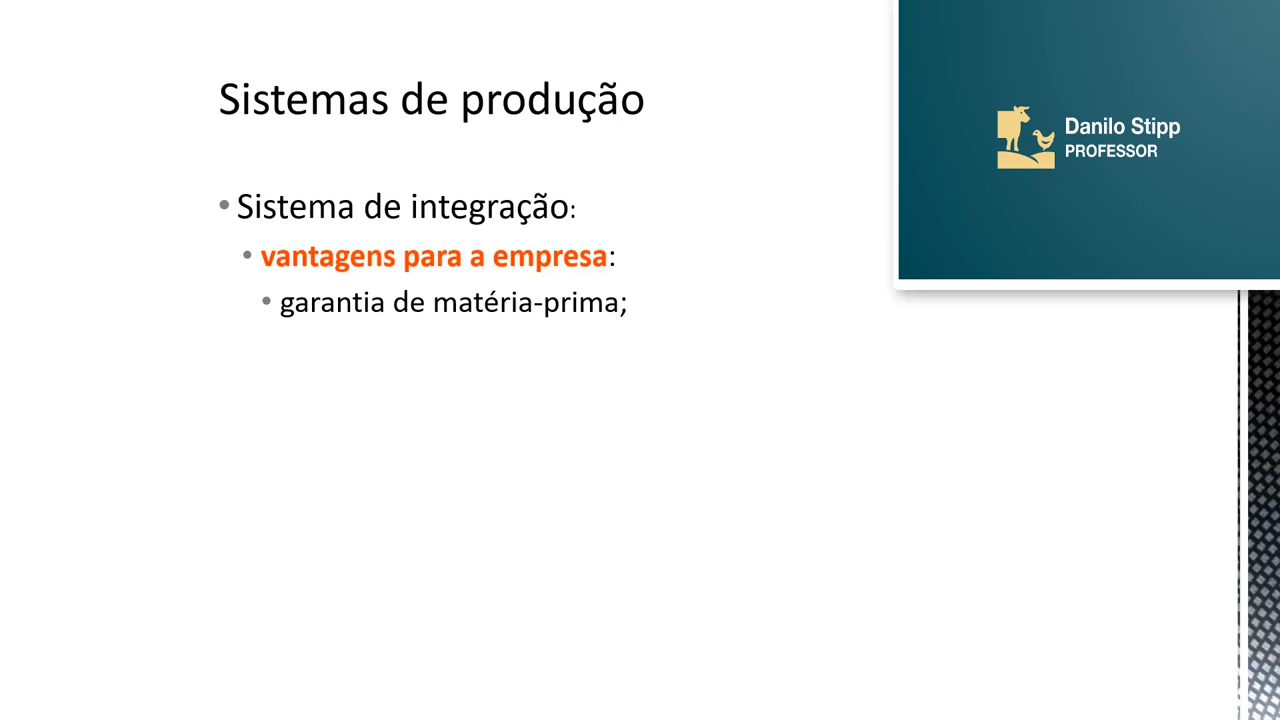 Sistemas de produção
Danilo Stipp
PROFESSOR
• Sistema de integração:
• vantagens para a empresa:
• garantia de matéria-prima;